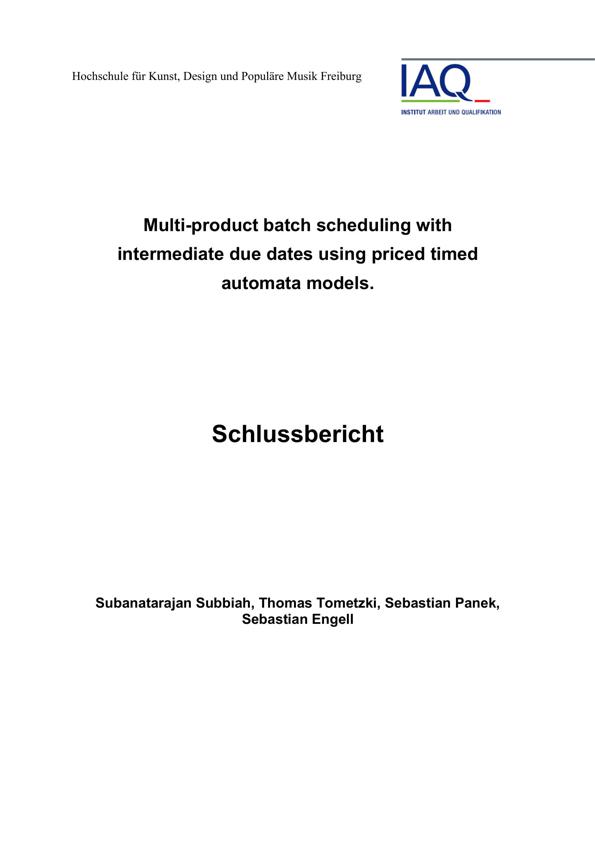 Hochschule für Kunst, Design und Populäre Musik Freiburg
IAQ
INSTITUT ARBEIT UND QUALIFIKATION
Multi-product batch scheduling with
intermediate due dates using priced timed
automata models.
Schlussbericht
Subanatarajan Subbiah, Thomas Tometzki, Sebastian Panek,
Sebastian Engell